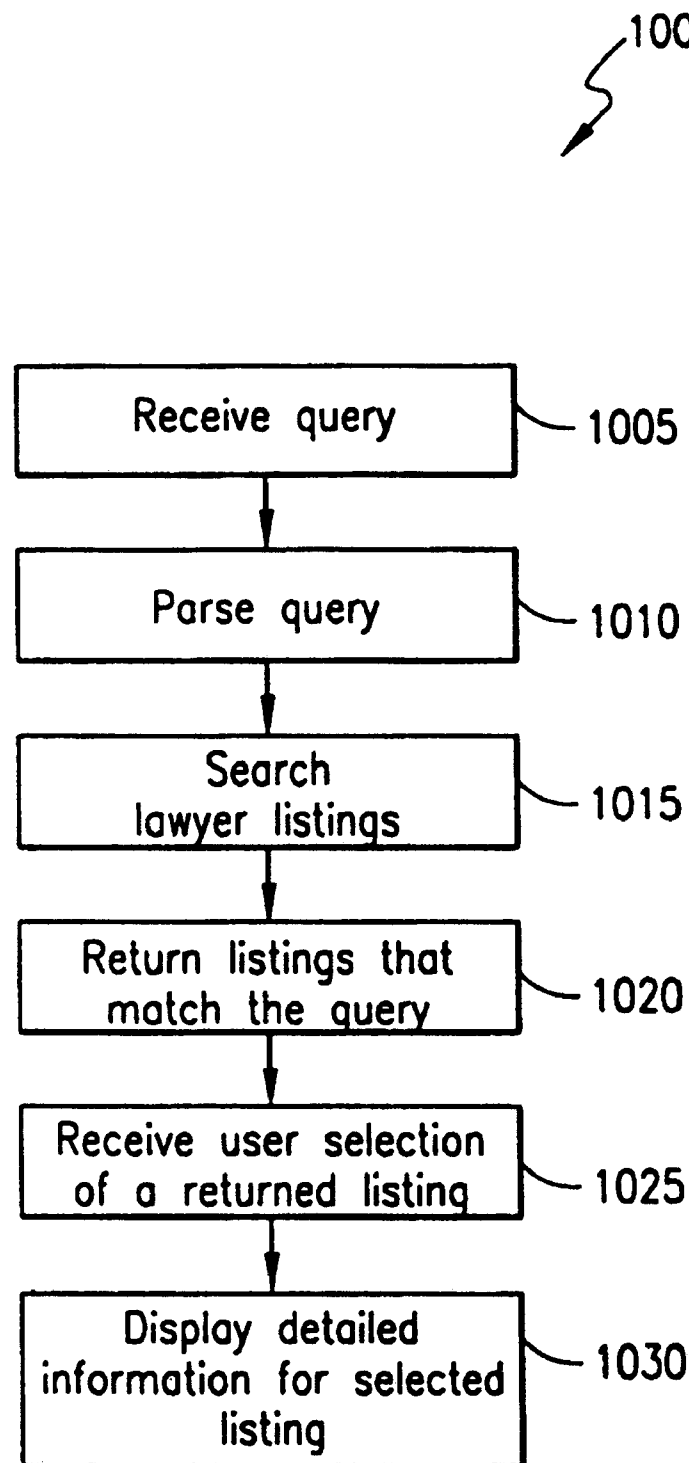 100
Receive query
1005
Parse query
1010
Search
lawyer listings
1015
Return listings that
match the query
1020
Receive user selection
of a returned listing
1025
Display detailed
information for selected
listing
1030